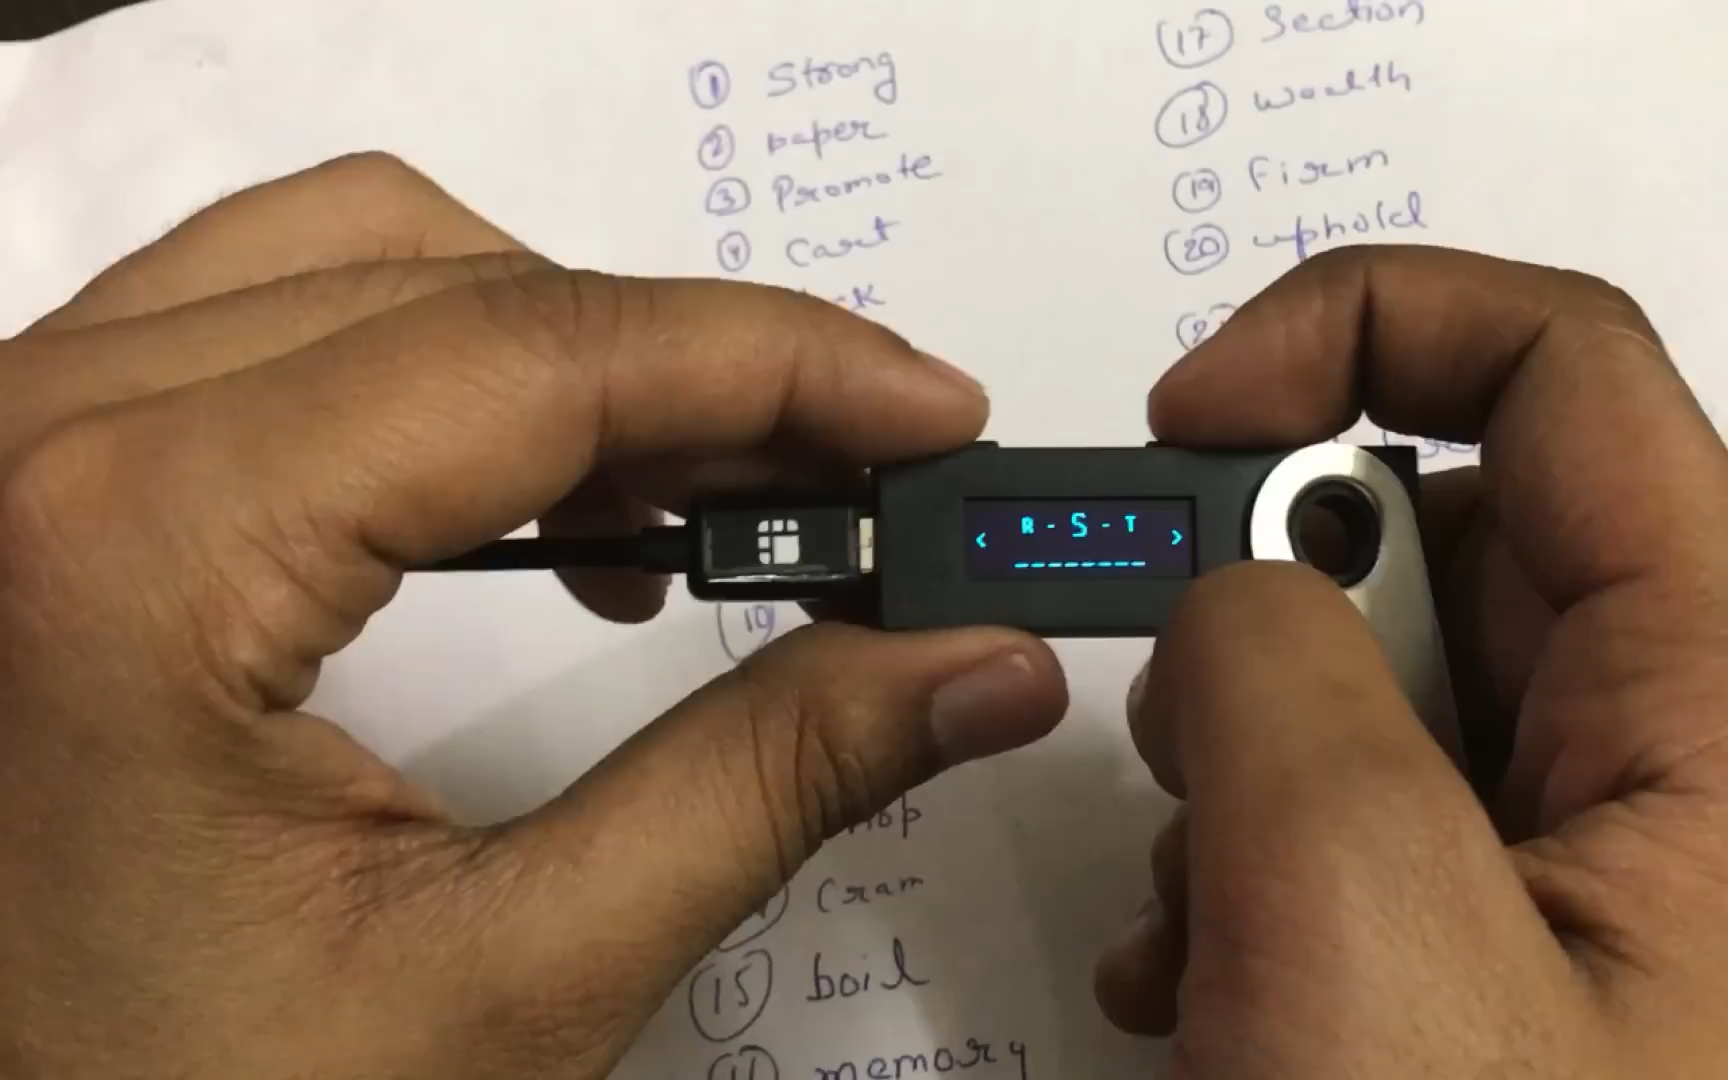 ① Strong
② paper
③ Promote
④ Cart
⑩
Cram
⑮ boil
memory
⑰ Section
⑱ Wealth
⑲ Firm
⑳ uphold
< R - S - T >
--------